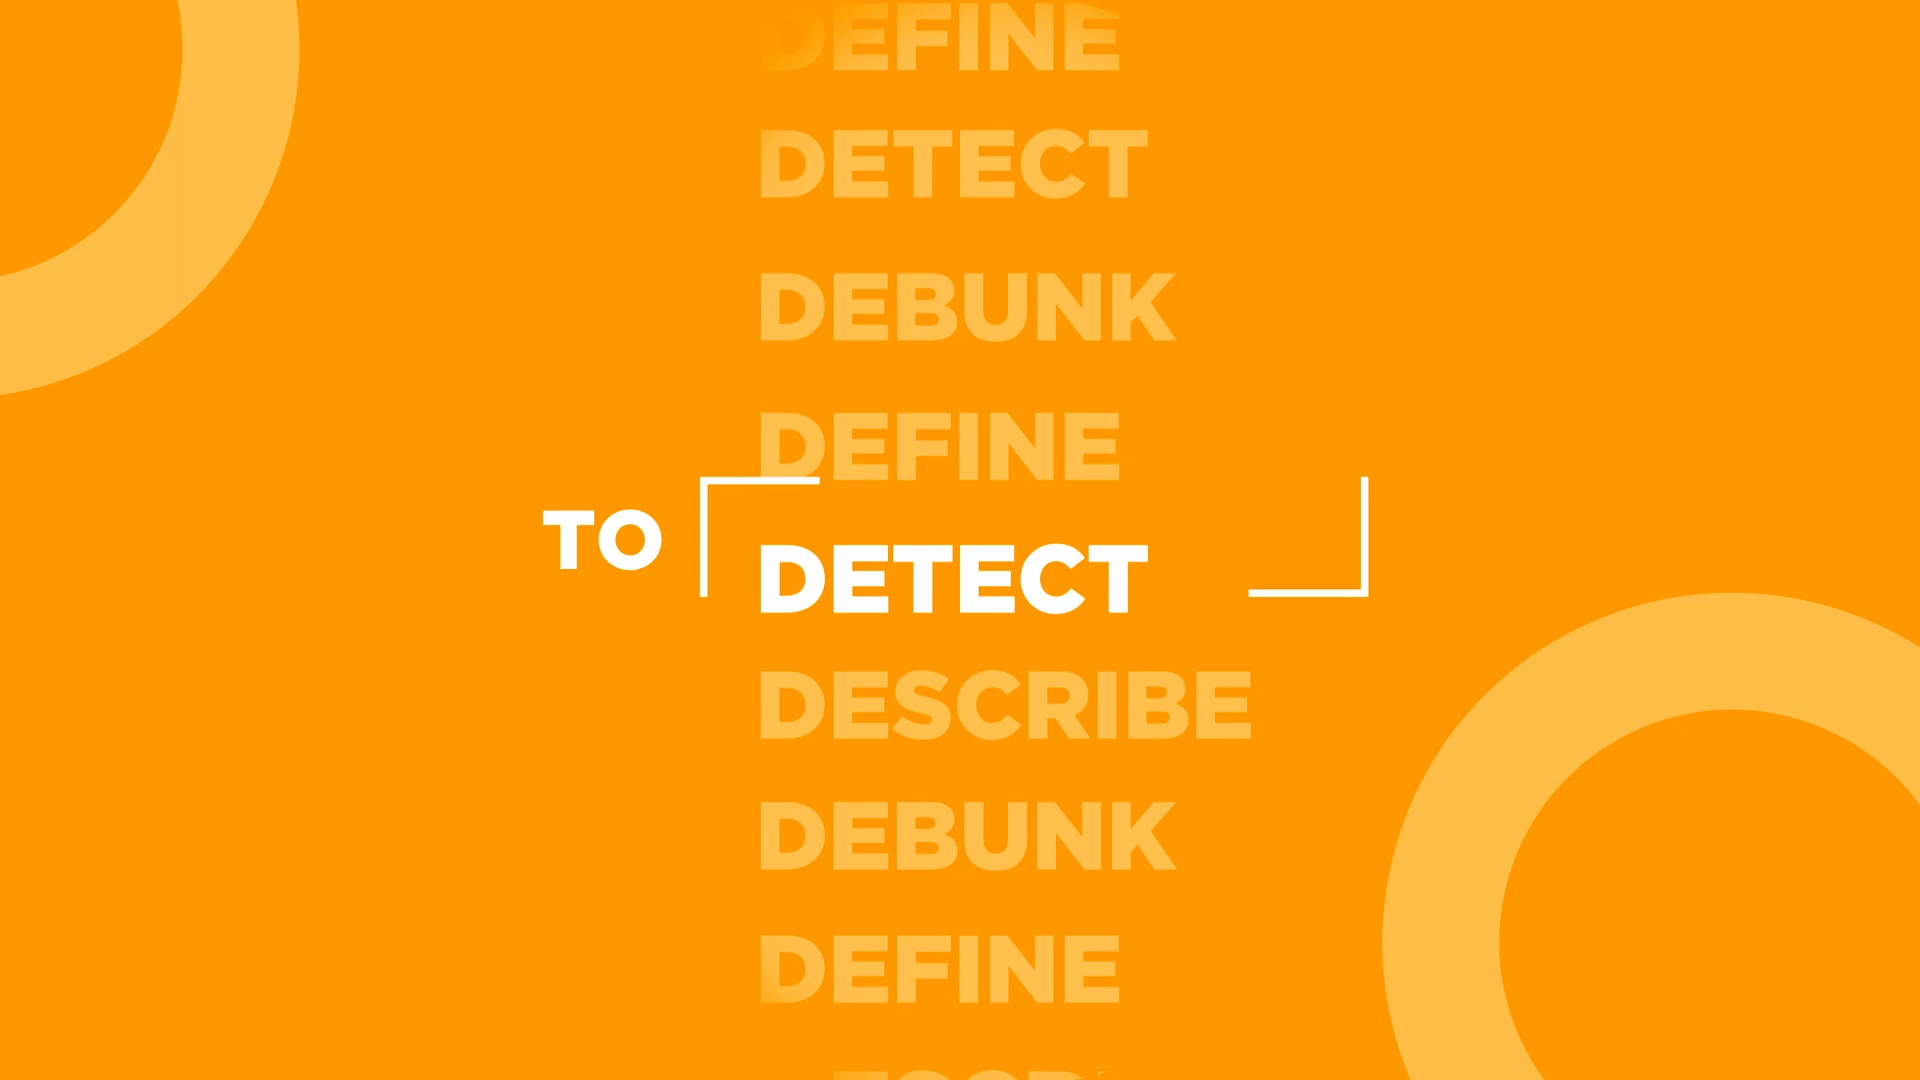 DEFINE
DETECT
DEBUNK
DEFINE
TO DETECT
DESCRIBE
DEBUNK
DEFINE